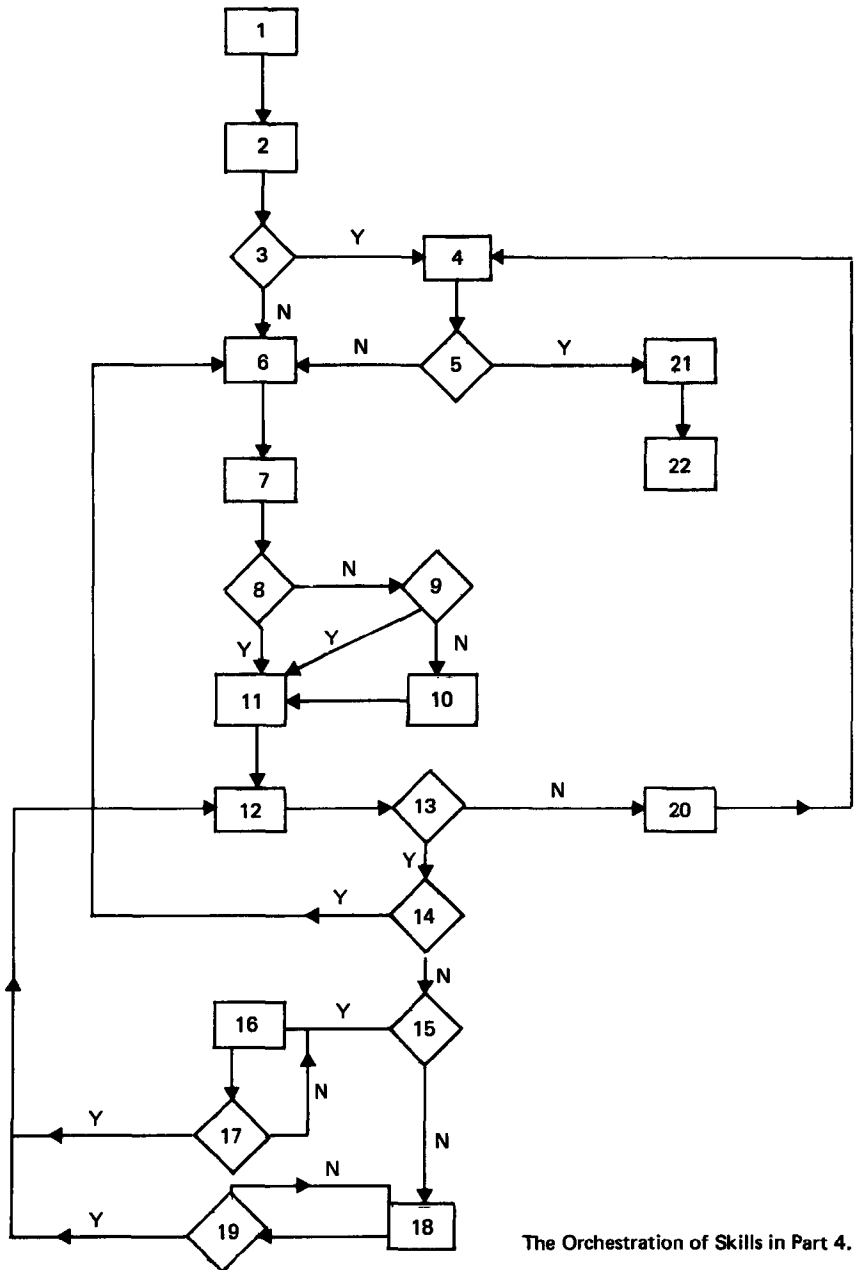 1
2
3 Y 4
N
6 N 5 Y 21
22
7
8 N 9
Y Y N
11 10
12 13 N 20
Y
Y 14
N
16 Y 15
N
Y 17 N
N
Y 19 18
The Orchestration of Skills in Part 4.